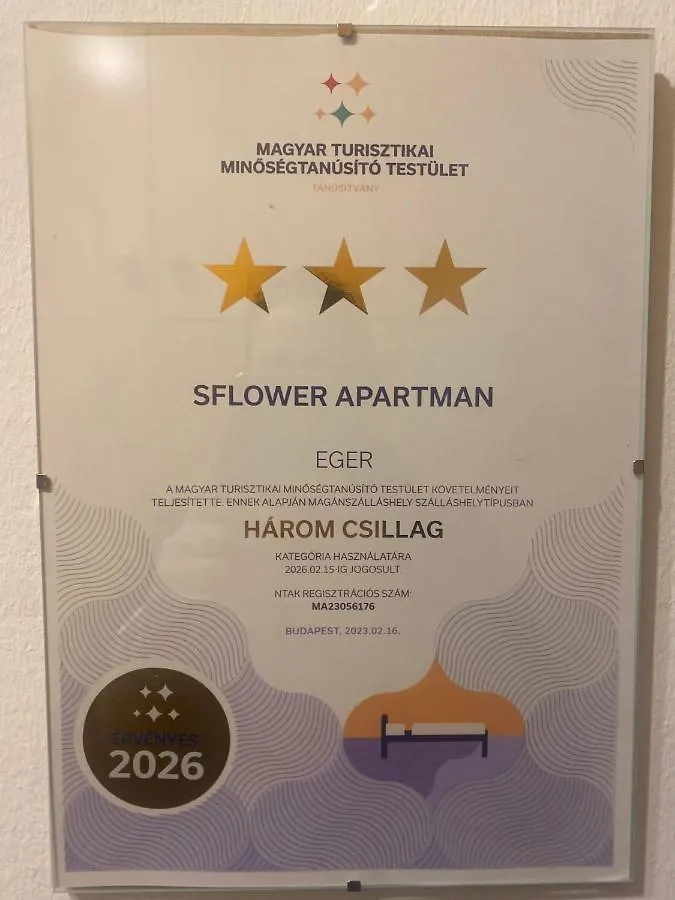 MAGYAR TURISZTIKAI
MINŐSÉGTANÚSÍTÓ TESTÜLET
TANÚSÍTVÁNY
SFLOWER APARTMAN
EGER
A MAGYAR TURISZTIKAI MINŐSÉGTANÚSÍTÓ TESTÜLET KÖVETELMÉNYEIT
TELJESÍTETTE. ENNEK ALAPJÁN MAGÁNSZÁLLÁSHELY SZÁLLÁSHELYTÍPUSBAN
HÁROM CSILLAG
KATEGÓRIA HASZNÁLATÁRA
2026.02.15-IG JOGOSULT.
NTAK REGISZTRÁCIÓS SZÁM:
MA23056176
BUDAPEST, 2023.02.16.
ÉRVÉNYES
2026